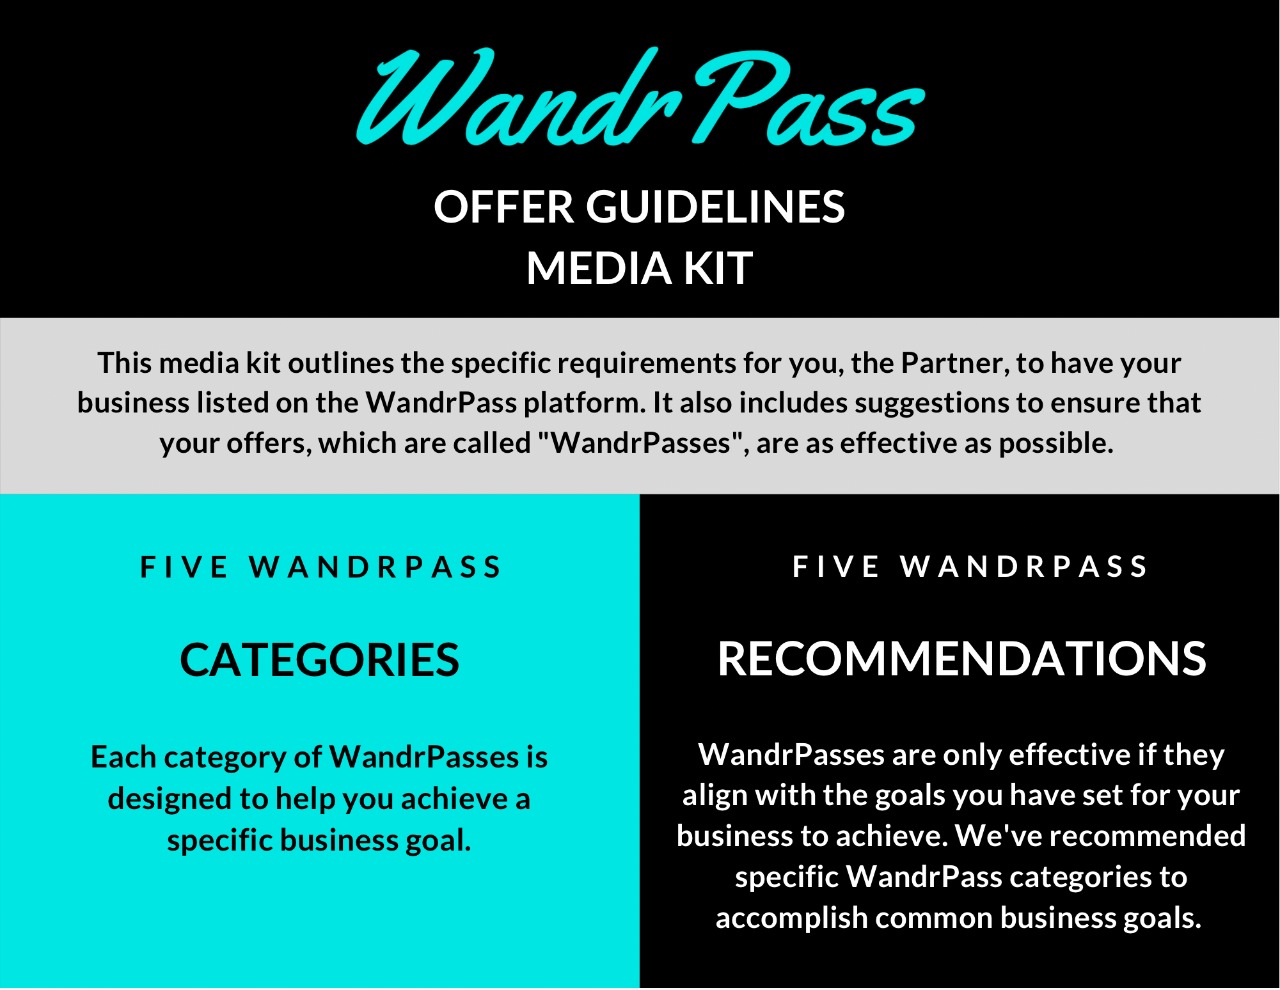 WandrPass
OFFER GUIDELINES
MEDIA KIT
This media kit outlines the specific requirements for you, the Partner, to have your
business listed on the WandrPass platform. It also includes suggestions to ensure that
your offers, which are called "WandrPasses", are as effective as possible.
FIVE WANDRPASS
CATEGORIES
Each category of WandrPasses is
designed to help you achieve a
specific business goal.
FIVE WANDRPASS
RECOMMENDATIONS
WandrPasses are only effective if they
align with the goals you have set for your
business to achieve. We've recommended
specific WandrPass categories to
accomplish common business goals.